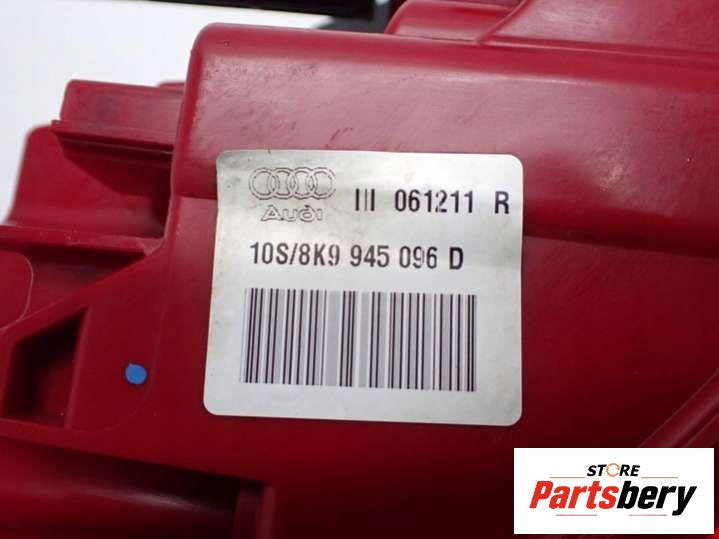 Audi
III 061211 R
10S/8K9 945 096 D
STORE
Partsbery